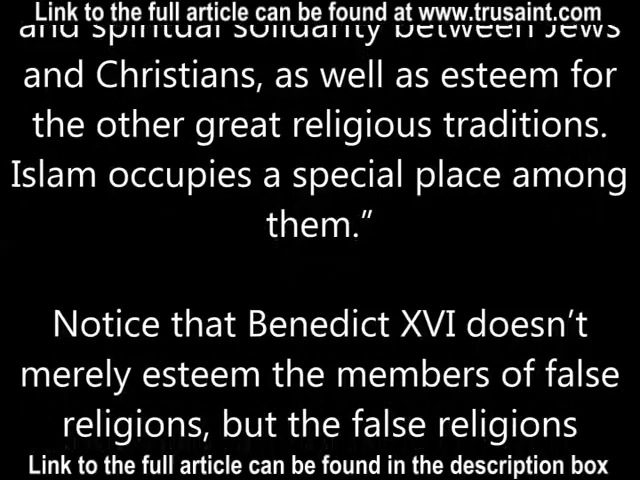 Link to the full article can be found at www.trusaint.com
and spiritual solidarity between Jews
and Christians, as well as esteem for
the other great religious traditions.
Islam occupies a special place among
them.”
Notice that Benedict XVI doesn’t
merely esteem the members of false
religions, but the false religions
Link to the full article can be found in the description box